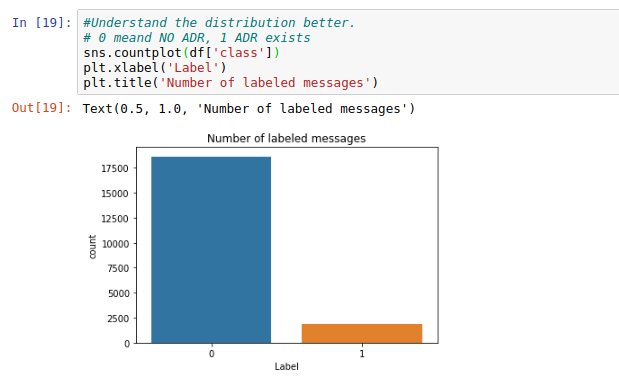 In [19]: #Understand the distribution better.
# 0 meand NO ADR, 1 ADR exists
sns.countplot(df['class'])
plt.xlabel('Label')
plt.title('Number of labeled messages')
Out[19]: Text(0.5, 1.0, 'Number of labeled messages')
Number of labeled messages
17500
15000
12500
10000
7500
5000
2500
0
count
0 1
Label